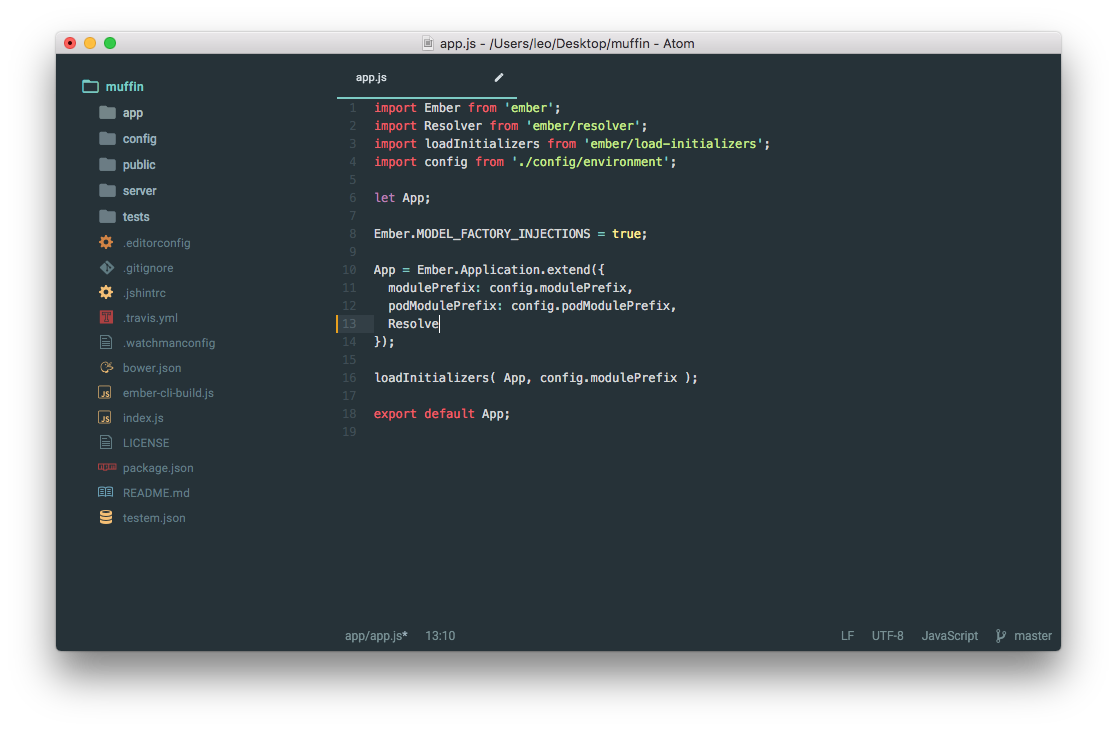 app.js - /Users/leo/Desktop/muffin - Atom
muffin
app
config
public
server
tests
.editorconfig
.gitignore
.jshintrc
.travis.yml
.watchmanconfig
bower.json
ember-cli-build.js
index.js
LICENSE
package.json
README.md
testem.json
app.js
1 import Ember from 'ember';
2 import Resolver from 'ember/resolver';
3 import loadInitializers from 'ember/load-initializers';
4 import config from './config/environment';
5
6 let App;
7
8 Ember.MODEL_FACTORY_INJECTIONS = true;
9
10 App = Ember.Application.extend({
11   modulePrefix: config.modulePrefix,
12   podModulePrefix: config.podModulePrefix,
13   Resolve
14 });
15
16 loadInitializers( App, config.modulePrefix );
17
18 export default App;
19
app/app.js* 13:10 LF UTF-8 JavaScript master